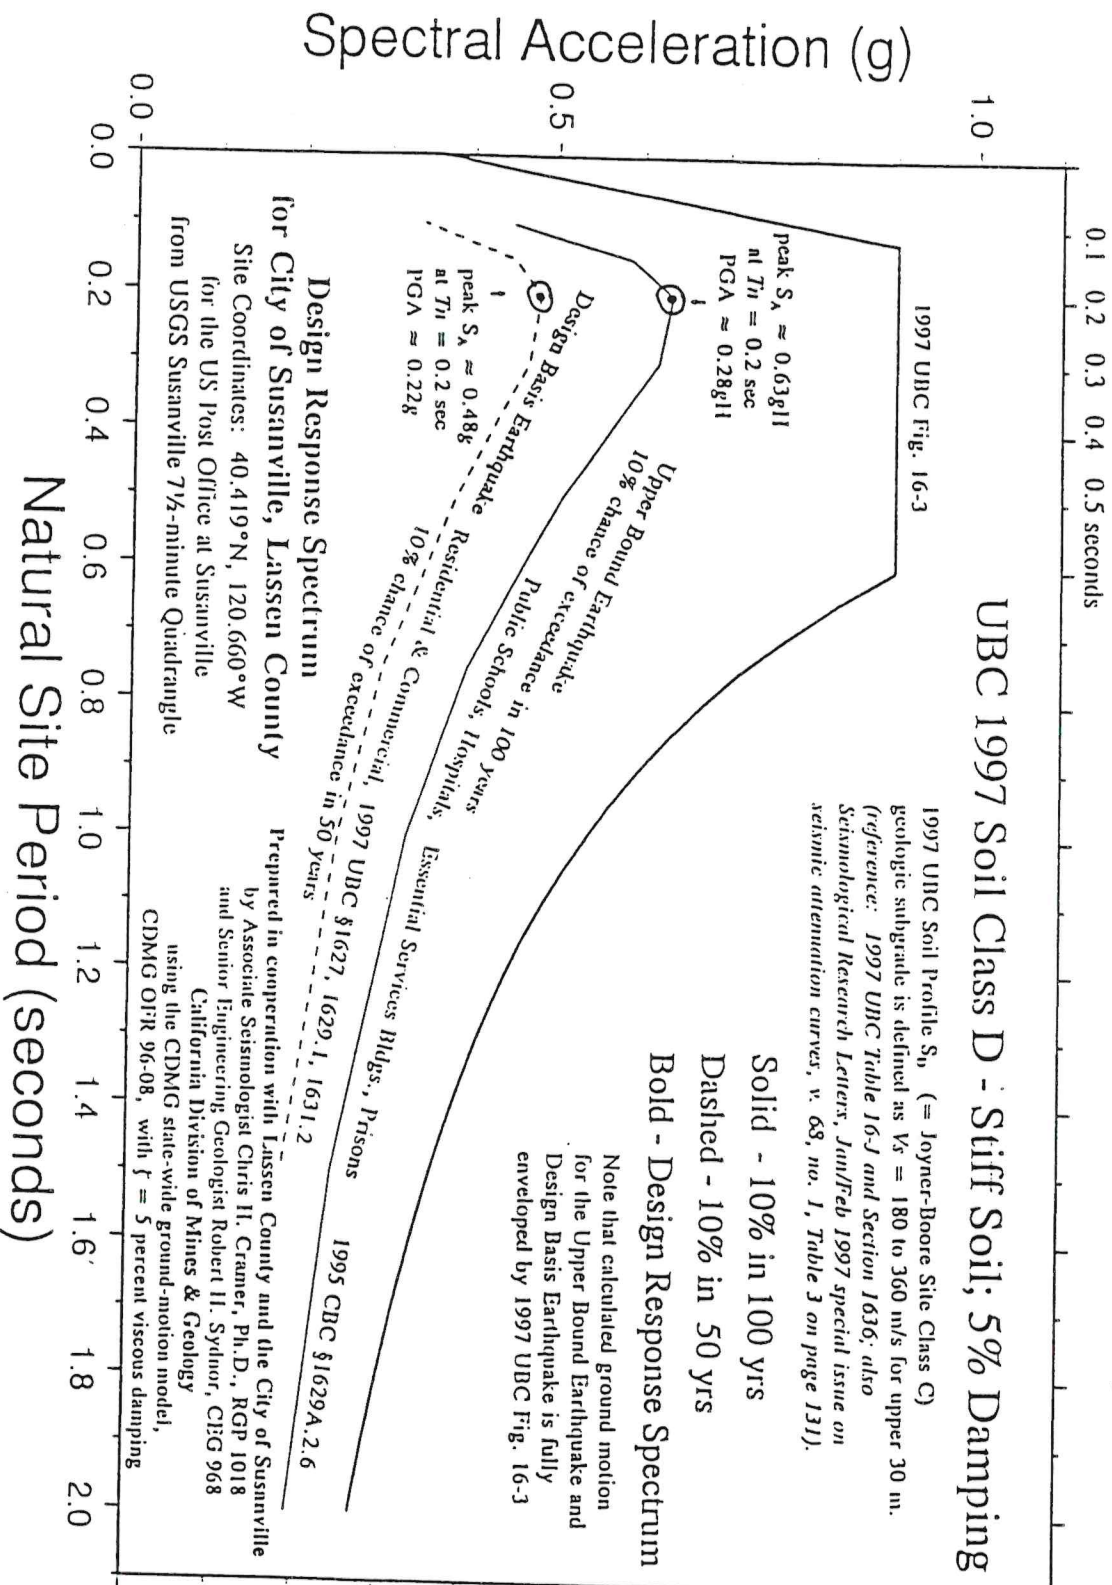 UBC 1997 Soil Class D - Stiff Soil; 5% Damping
0.1 0.2 0.3 0.4 0.5 seconds
1997 UBC Fig. 16-3
1997 UBC Soil Profile S_D (= Joyner-Boore Site Class C)
geologic subgrade is defined as Vs = 180 to 360 m/s for upper 30 m.
(reference: 1997 UBC Table 16-J and Section 1636; also
Seismological Research Letters, Jan/Feb 1997 special issue on
seismic attenuation curves, v. 68, no. 1, Table 3 on page 131).
Solid - 10% in 100 yrs
Dashed - 10% in 50 yrs
Bold - Design Response Spectrum
Note that calculated ground motion
for the Upper Bound Earthquake and
Design Basis Earthquake is fully
enveloped by 1997 UBC Fig. 16-3
peak S_A ≈ 0.63gH
at Tn = 0.2 sec
PGA ≈ 0.28gH
Upper Bound Earthquake
10% chance of exceedance in 100 years
Public Schools, Hospitals, Essential Services Bldgs., Prisons
1995 CBC §1629A.2.6
Design Basis Earthquake
Residential & Commercial, 1997 UBC §1627, 1629.1, 1631.2
10% chance of exceedance in 50 years
peak S_A ≈ 0.48g
at Tn = 0.2 sec
PGA ≈ 0.22g
Design Response Spectrum
for City of Susanville, Lassen County
Site Coordinates: 40.419°N, 120.660°W
for the US Post Office at Susanville
from USGS Susanville 7½-minute Quadrangle
Prepared in cooperation with Lassen County and the City of Susanville
by Associate Seismologist Chris H. Cramer, Ph.D., RGP 1018
and Senior Engineering Geologist Robert H. Sydnor, CEG 968
California Division of Mines & Geology
using the CDMG state-wide ground-motion model,
CDMG OFR 96-08, with ζ = 5 percent viscous damping
Spectral Acceleration (g)
1.0
0.5
0.0
0.0 0.2 0.4 0.6 0.8 1.0 1.2 1.4 1.6 1.8 2.0
Natural Site Period (seconds)